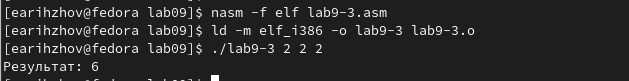 [earihzhov@fedora lab09]$ nasm -f elf lab9-3.asm
[earihzhov@fedora lab09]$ ld -m elf_i386 -o lab9-3 lab9-3.o
[earihzhov@fedora lab09]$ ./lab9-3 2 2 2
Результат: 6